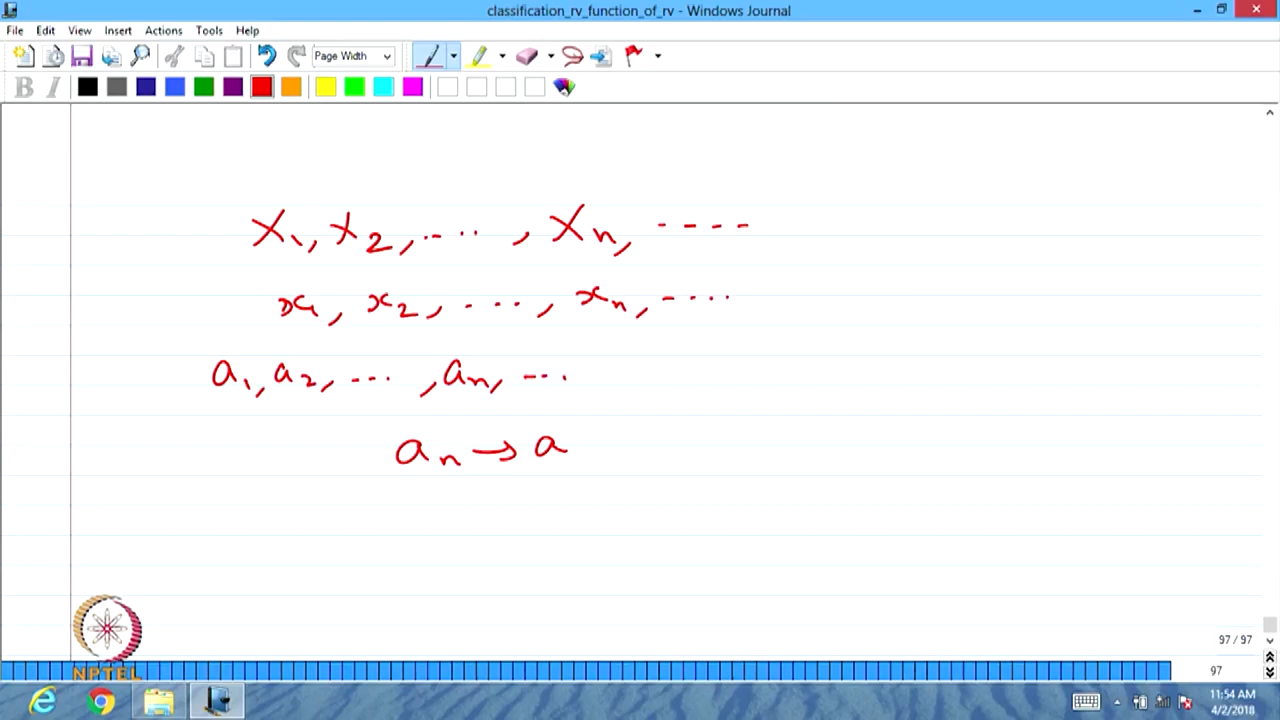 classification_rv_function_of_rv - Windows Journal
File Edit View Insert Actions Tools Help
Page Width
B I
X₁, X₂, ..... , Xₙ, ----
x₁, x₂, ....., xₙ, -....
a₁, a₂, .... , aₙ, ...
aₙ → a
97 / 97
NPTEL
97
11:54 AM
4/2/2018